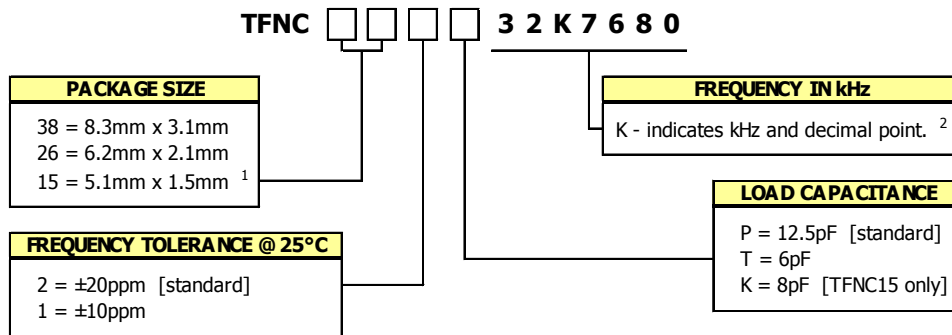 TFNC 32K7680
PACKAGE SIZE
38 = 8.3mm x 3.1mm
26 = 6.2mm x 2.1mm
15 = 5.1mm x 1.5mm 1
FREQUENCY TOLERANCE @ 25°C
2 = ±20ppm [standard]
1 = ±10ppm
FREQUENCY IN kHz
K - indicates kHz and decimal point. 2
LOAD CAPACITANCE
P = 12.5pF [standard]
T = 6pF
K = 8pF [TFNC15 only]